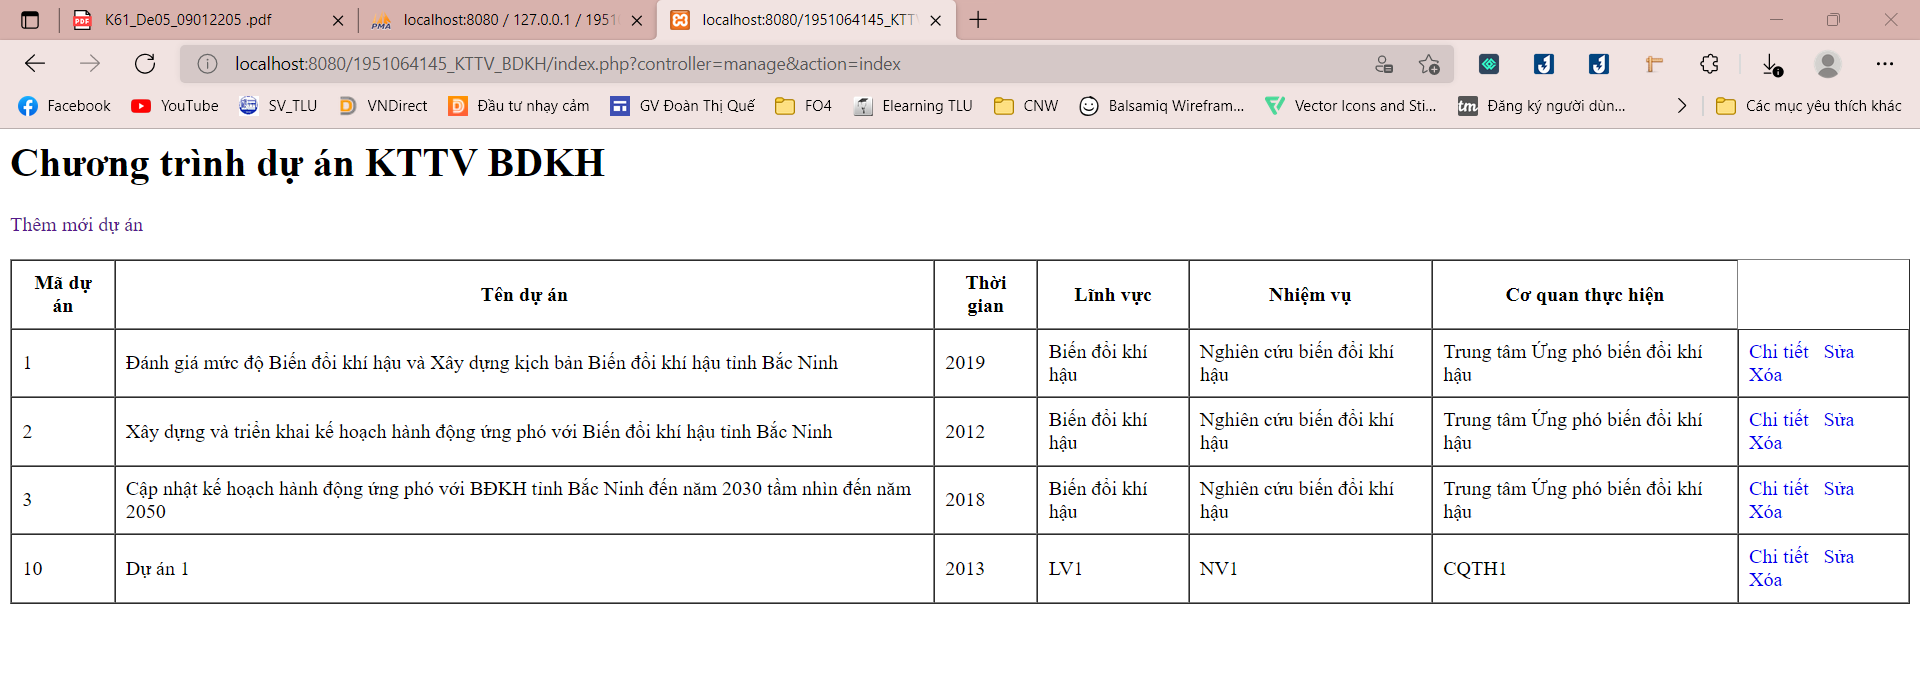 K61_De05_09012205 .pdf
localhost:8080 / 127.0.0.1 / 1951
localhost:8080/1951064145_KTTV
localhost:8080/1951064145_KTTV_BDKH/index.php?controller=manage&action=index
Facebook YouTube SV_TLU VNDirect Đầu tư nhạy cảm GV Đoàn Thị Quế FO4 Elearning TLU CNW Balsamiq Wirefram... Vector Icons and Sti... tm Đăng ký người dùn... Các mục yêu thích khác
Chương trình dự án KTTV BDKH
Thêm mới dự án
Mã dự án Tên dự án Thời gian Lĩnh vực Nhiệm vụ Cơ quan thực hiện
1 Đánh giá mức độ Biến đổi khí hậu và Xây dựng kịch bản Biến đổi khí hậu tỉnh Bắc Ninh 2019 Biến đổi khí hậu Nghiên cứu biến đổi khí hậu Trung tâm Ứng phó biến đổi khí hậu Chi tiết Sửa Xóa
2 Xây dựng và triển khai kế hoạch hành động ứng phó với Biến đổi khí hậu tỉnh Bắc Ninh 2012 Biến đổi khí hậu Nghiên cứu biến đổi khí hậu Trung tâm Ứng phó biến đổi khí hậu Chi tiết Sửa Xóa
3 Cập nhật kế hoạch hành động ứng phó với BĐKH tỉnh Bắc Ninh đến năm 2030 tầm nhìn đến năm 2050 2018 Biến đổi khí hậu Nghiên cứu biến đổi khí hậu Trung tâm Ứng phó biến đổi khí hậu Chi tiết Sửa Xóa
10 Dự án 1 2013 LV1 NV1 CQTH1 Chi tiết Sửa Xóa